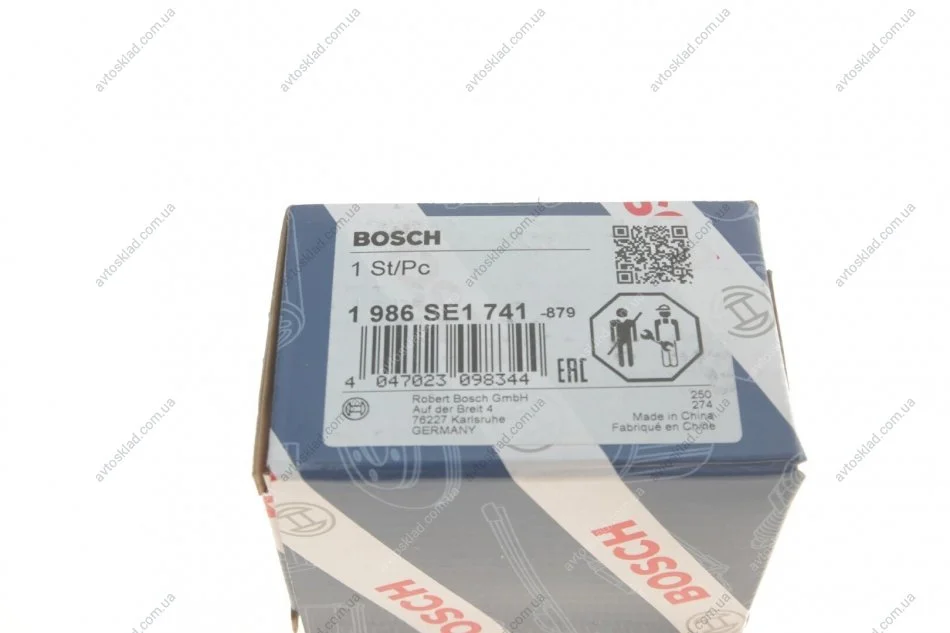 BOSCH
1 St/Pc
1 986 SE1 741 -879
4 047023 098344
EAC
Robert Bosch GmbH
Auf der Breit 4
76227 Karlsruhe
GERMANY
250
274
Made in China
Fabriqué en Chine
BOSCH
BOSCH
avtosklad.com.ua